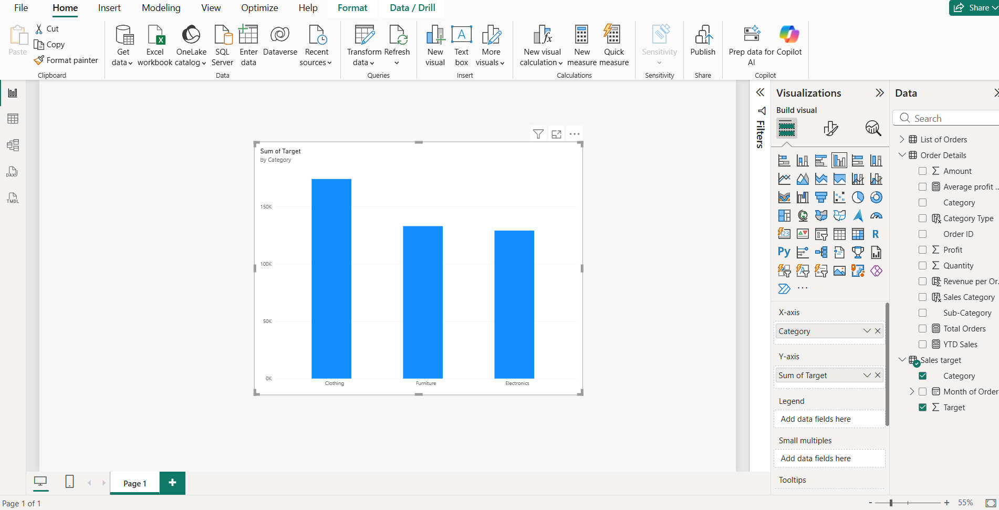 File Home Insert Modeling View Optimize Help Format Data / Drill Share
Paste
Cut
Copy
Format painter
Clipboard
Get data
Excel workbook
OneLake catalog
SQL Server
Enter data
Dataverse
Recent sources
Data
Transform data
Refresh
Queries
New visual
Text box
More visuals
Insert
New visual calculation
New measure
Quick measure
Calculations
Sensitivity
Sensitivity
Publish
Share
Prep data for AI
Copilot
Copilot
DAX
TMDL
Sum of Target
by Category
150K
100K
50K
0K
Clothing Furniture Electronics
Filters
Visualizations
Build visual
123
R
Py
X-axis
Category
Y-axis
Sum of Target
Legend
Add data fields here
Small multiples
Add data fields here
Tooltips
Data
Search
List of Orders
Order Details
Amount
Average profit ...
Category
Category Type
Order ID
Profit
Quantity
Revenue per Or.
Sales Category
Sub-Category
Total Orders
YTD Sales
Sales target
Category
Month of Order
Target
Page 1
Page 1 of 1
- + 55%